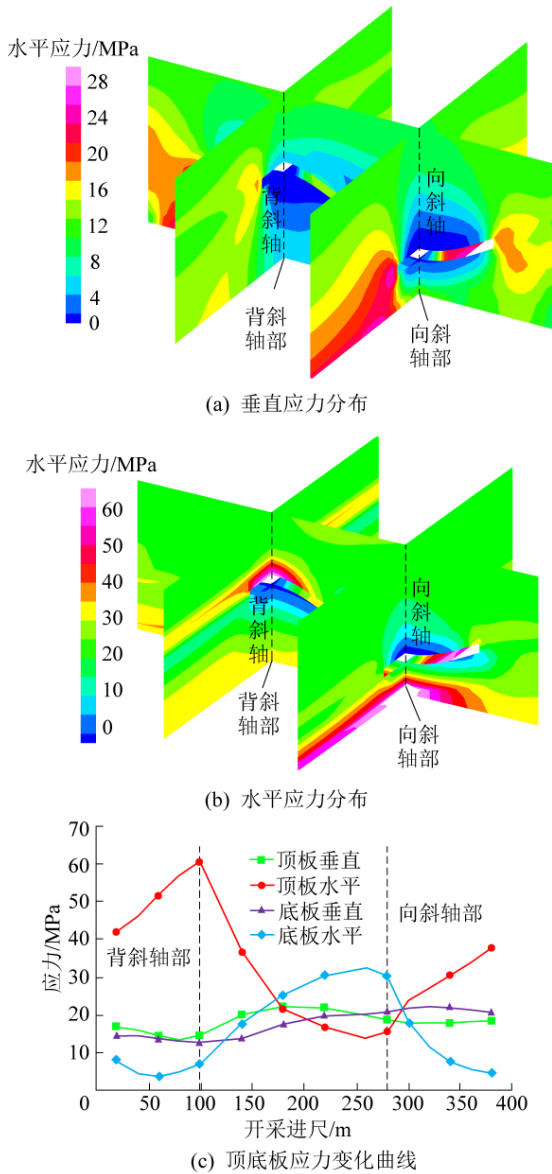 水平应力/MPa
28
24
20
16
12
8
4
0
背斜轴
向斜轴
背斜
轴部
向斜
轴部
(a) 垂直应力分布
水平应力/MPa
60
50
40
30
20
10
0
背斜轴
向斜轴
背斜
轴部
向斜
轴部
(b) 水平应力分布
70
60
50
40
30
20
10
应力/MPa
顶板垂直
顶板水平
底板垂直
底板水平
背斜轴部
向斜轴部
0 50 100 150 200 250 300 350 400
开采进尺/m
(c) 顶底板应力变化曲线